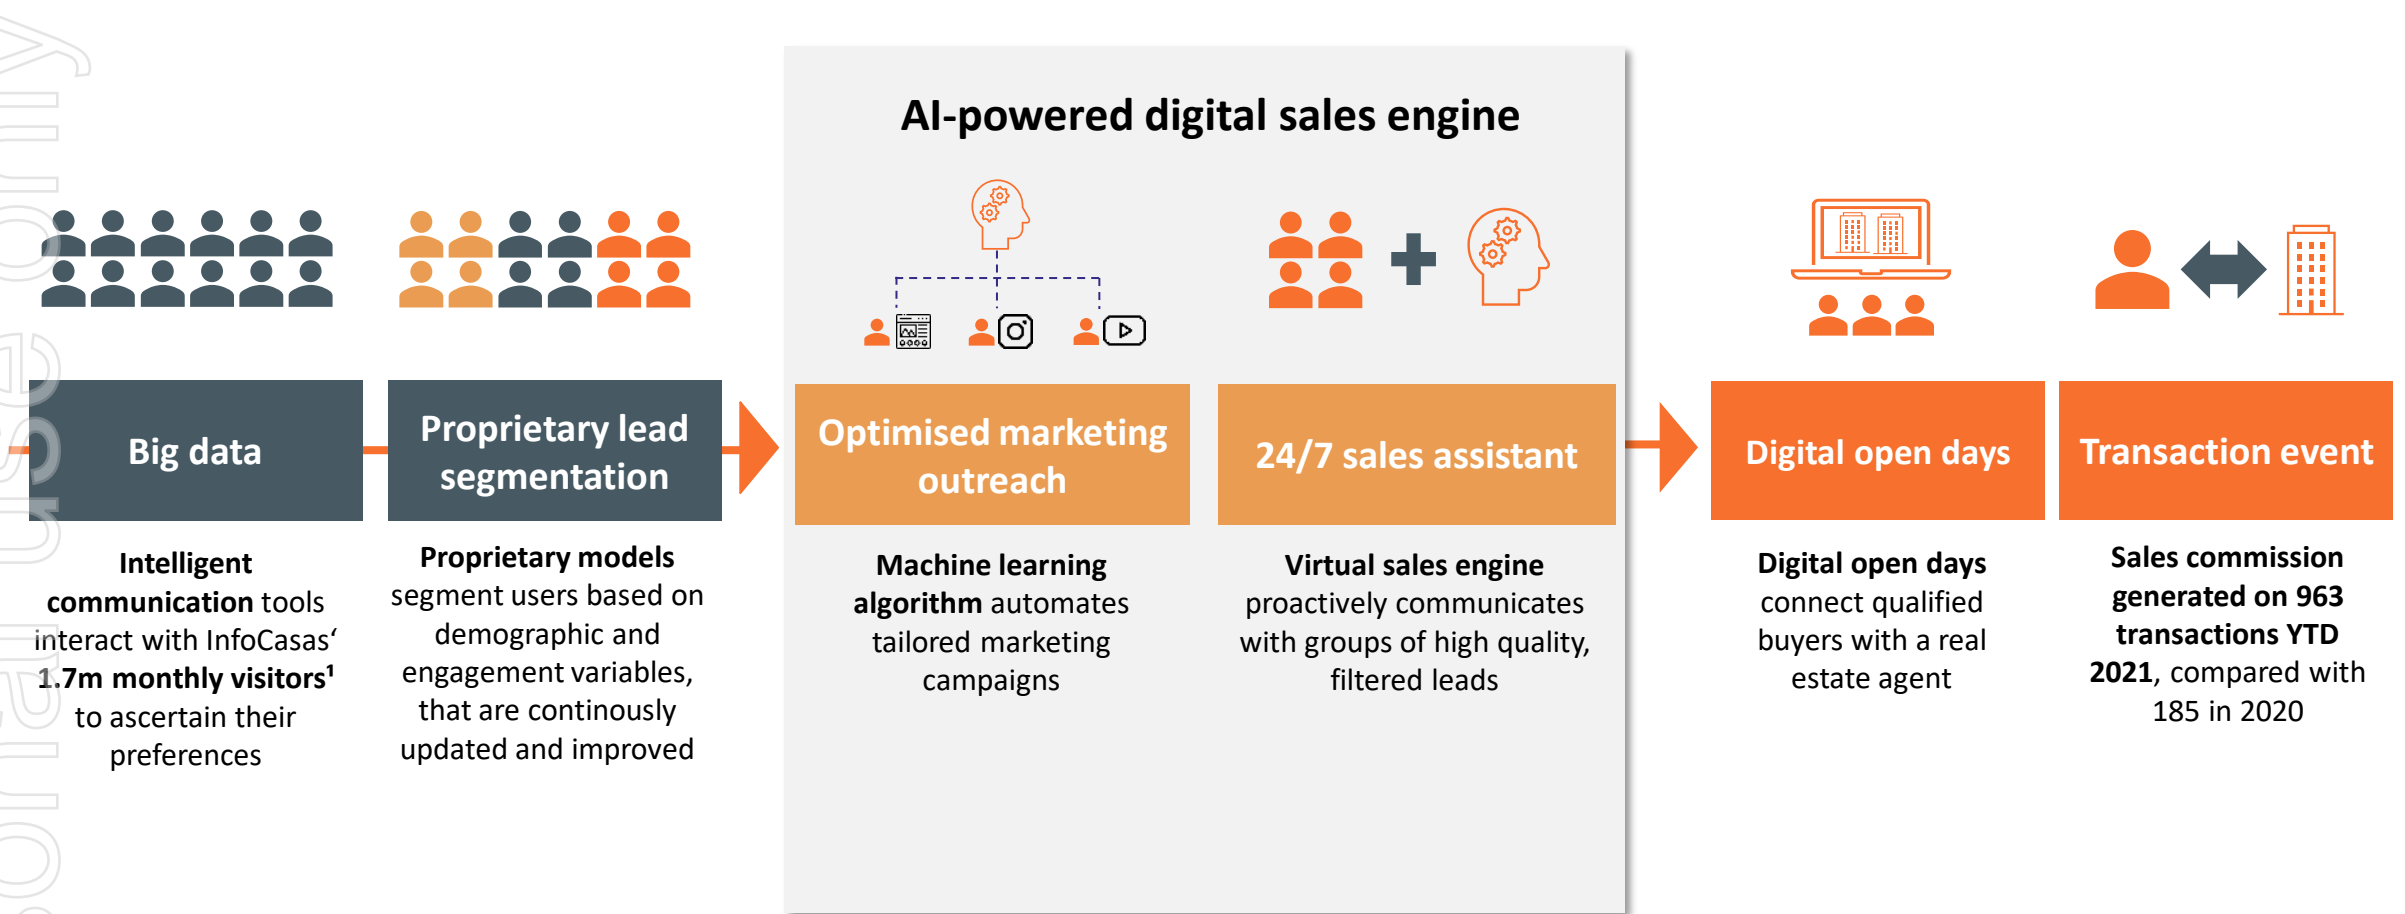 AI-powered digital sales engine
Big data
Intelligent
communication tools
interact with InfoCasas‘
1.7m monthly visitors¹
to ascertain their
preferences
Proprietary lead
segmentation
Proprietary models
segment users based on
demographic and
engagement variables,
that are continously
updated and improved
Optimised marketing
outreach
Machine learning
algorithm automates
tailored marketing
campaigns
24/7 sales assistant
Virtual sales engine
proactively communicates
with groups of high quality,
filtered leads
Digital open days
Digital open days
connect qualified
buyers with a real
estate agent
Transaction event
Sales commission
generated on 963
transactions YTD
2021, compared with
185 in 2020